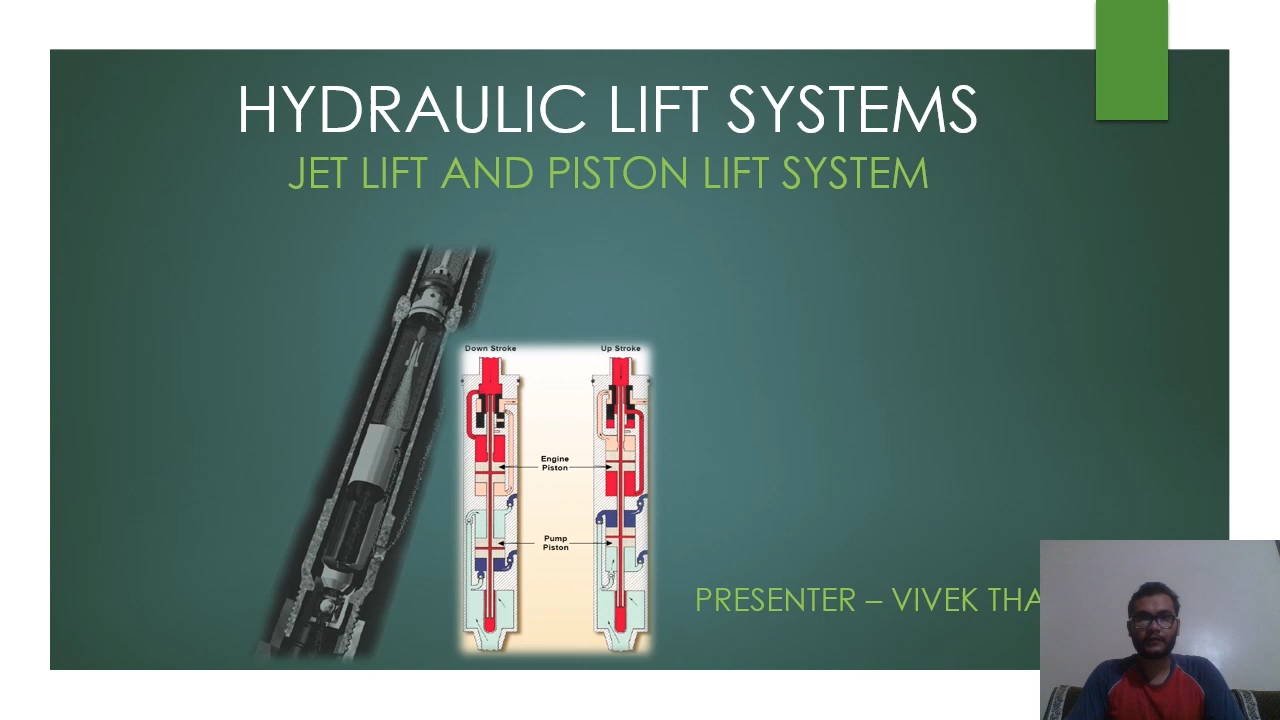 HYDRAULIC LIFT SYSTEMS
JET LIFT AND PISTON LIFT SYSTEM
Down Stroke
Up Stroke
Engine
Piston
Pump
Piston
PRESENTER – VIVEK